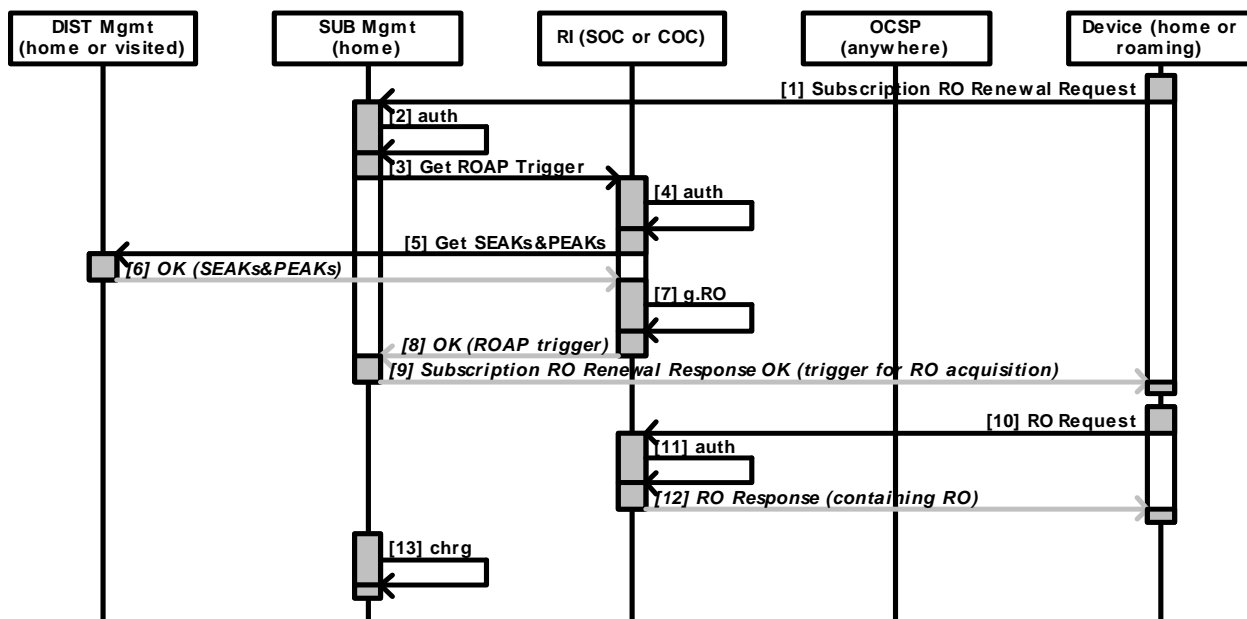 DIST Mgmt
(home or visited)
SUB Mgmt
(home)
RI (SOC or COC)
OCSP
(anywhere)
Device (home or
roaming)
[1] Subscription RO Renewal Request
[2] auth
[3] Get ROAP Trigger
[4] auth
[5] Get SEAKs&PEAKs
[6] OK (SEAKs&PEAKs)
[7] g.RO
[8] OK (ROAP trigger)
[9] Subscription RO Renewal Response OK (trigger for RO acquisition)
[10] RO Request
[11] auth
[12] RO Response (containing RO)
[13] chrg